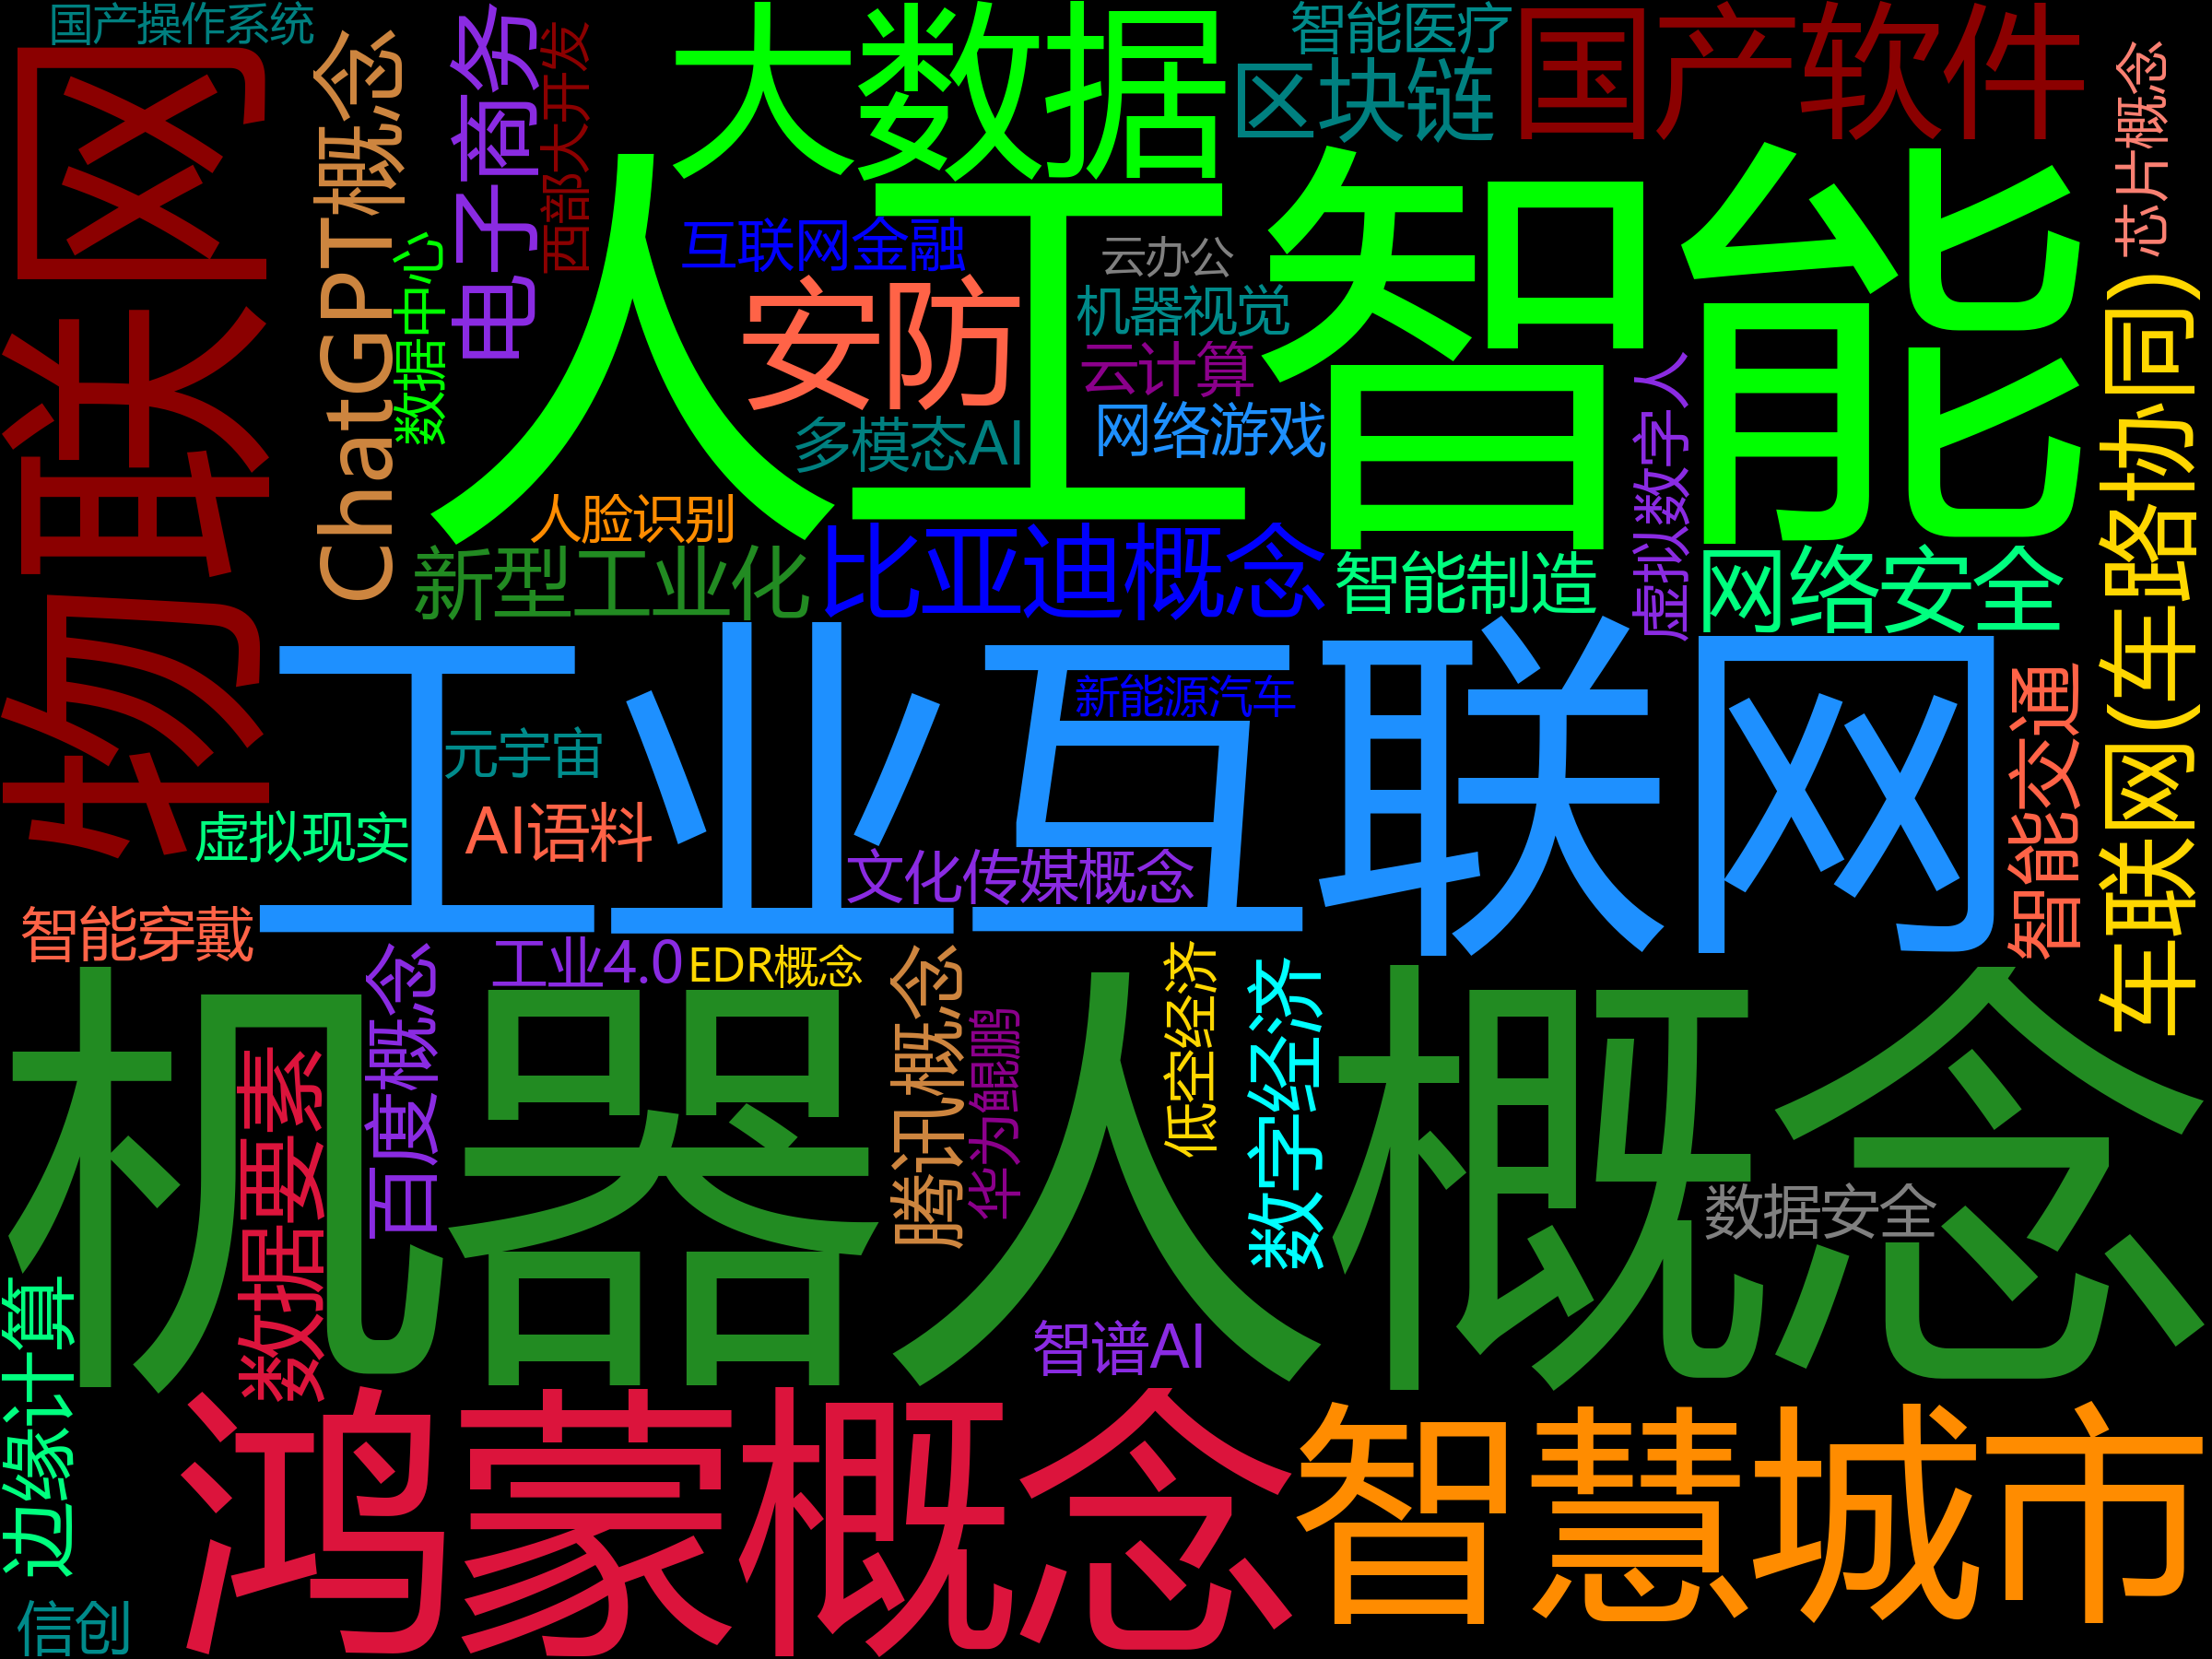 国产操作系统
物联网
ChatGPT概念
数据中心
电子商务
西部大开发
大数据
智能医疗
区块链
国产软件
芯片概念
人工智能
互联网金融
安防
云办公
机器视觉
云计算
网络游戏
多模态AI
虚拟数字人
人脸识别
新型工业化
比亚迪概念
智能制造
网络安全
车联网(车路协同)
工业互联网
新能源汽车
元宇宙
虚拟现实
AI语料
文化传媒概念
智能交通
智能穿戴
工业4.0
EDR概念
百度概念
腾讯概念
华为鲲鹏
低空经济
数字经济
机器人概念
数据要素
数据安全
边缘计算
智谱AI
鸿蒙概念
智慧城市
信创